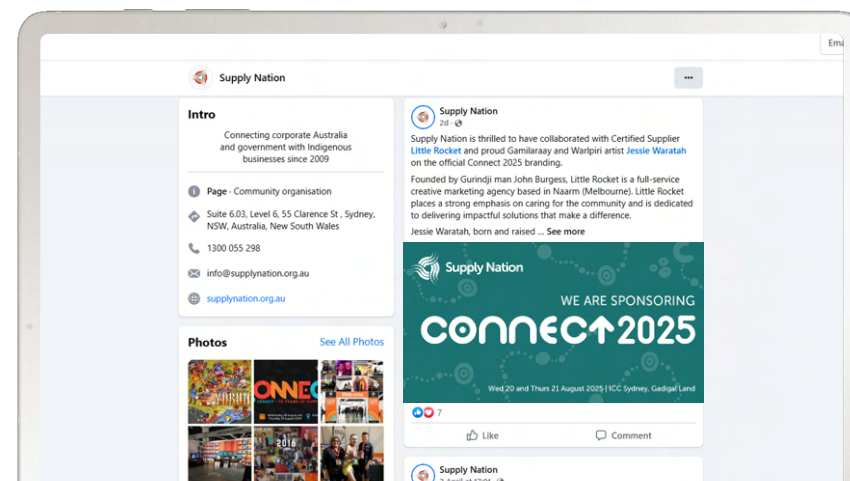 Ema
Supply Nation
...
Intro
Connecting corporate Australia
and government with Indigenous
businesses since 2009
Page · Community organisation
Suite 6.03, Level 6, 55 Clarence St , Sydney,
NSW, Australia, New South Wales
1300 055 298
info@supplynation.org.au
supplynation.org.au
Photos
See All Photos
CONNEC
2016
Supply Nation
2d ·
Supply Nation is thrilled to have collaborated with Certified Supplier
Little Rocket and proud Gamilaraay and Warlpiri artist Jessie Waratah
on the official Connect 2025 branding.
Founded by Gurindji man John Burgess, Little Rocket is a full-service
creative marketing agency based in Naarm (Melbourne). Little Rocket
places a strong emphasis on caring for the community and is dedicated
to delivering impactful solutions that make a difference.
Jessie Waratah, born and raised ... See more
Supply Nation
WE ARE SPONSORING
CONNECT 2025
Wed 20 and Thurs 21 August 2025 | ICC Sydney, Gadigal Land
7
Like
Comment
Supply Nation